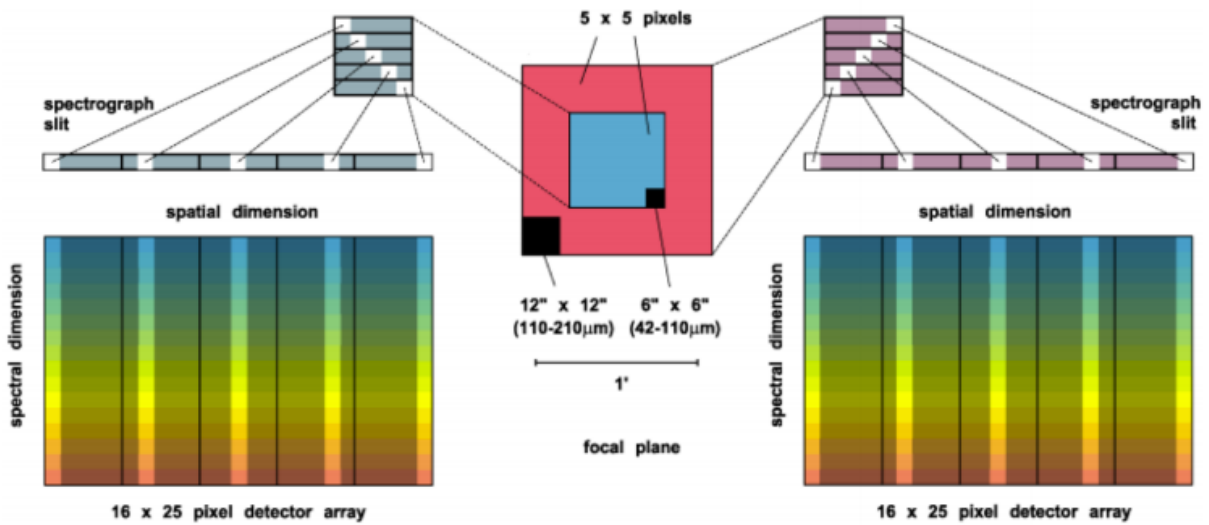 5 x 5 pixels
spectrograph
slit
spectrograph
slit
spatial dimension
spatial dimension
spectral dimension
12" x 12"
(110-210μm)
6" x 6"
(42-110μm)
1'
focal plane
spectral dimension
16 x 25 pixel detector array
16 x 25 pixel detector array